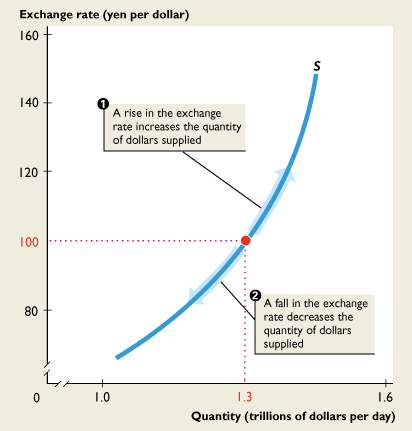 Exchange rate (yen per dollar)
160
S
140
1
A rise in the exchange
rate increases the quantity
of dollars supplied
120
100
2
A fall in the exchange
rate decreases the
quantity of dollars
supplied
80
0
1.0
1.3
1.6
Quantity (trillions of dollars per day)